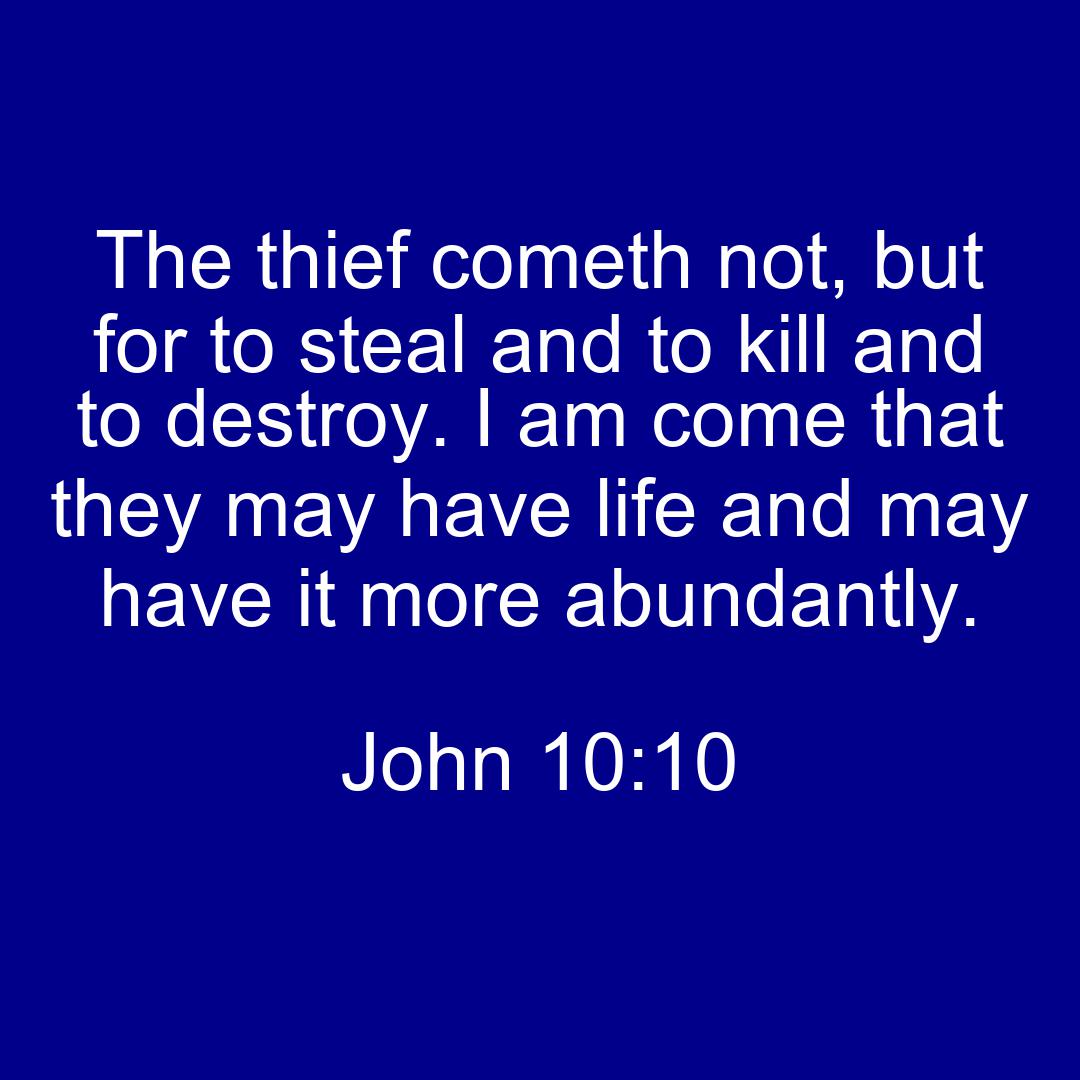 The thief cometh not, but
for to steal and to kill and
to destroy. I am come that
they may have life and may
have it more abundantly.
John 10:10